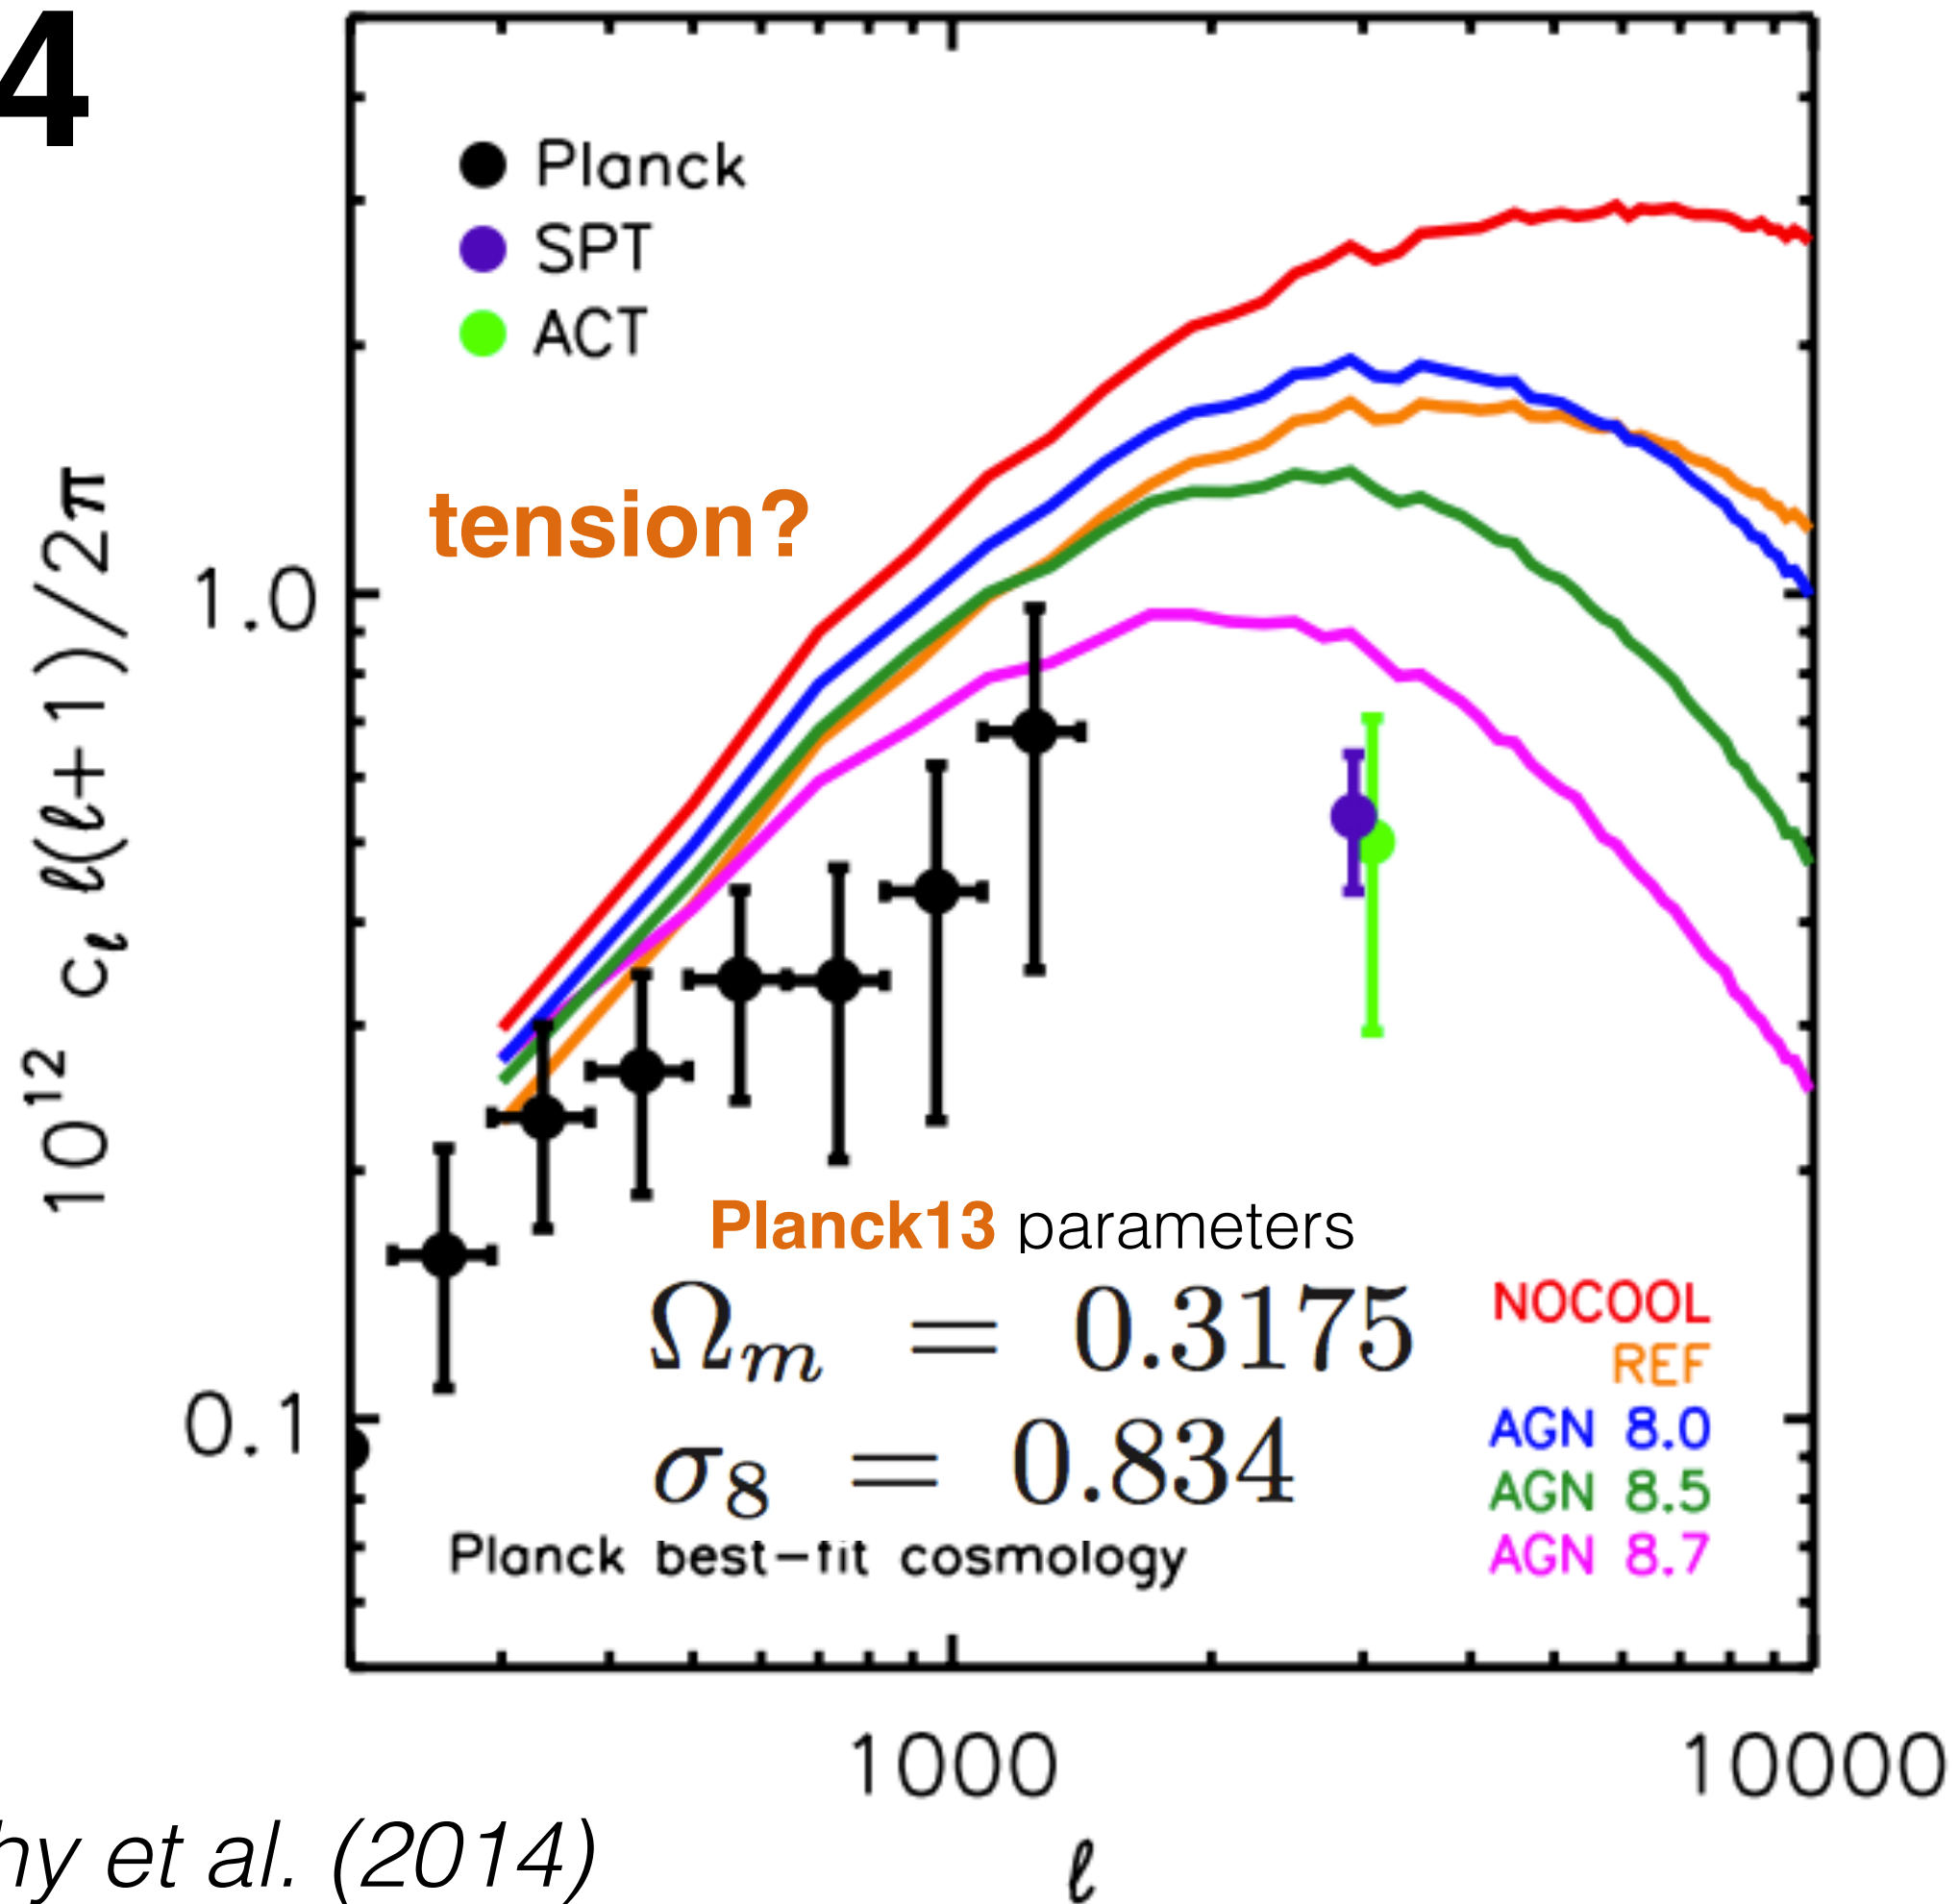 4
Planck
SPT
ACT
tension?
1.0
0.1
10¹² c_ℓ ℓ(ℓ+1)/2π
Planck13 parameters
Ω_m = 0.3175
σ_8 = 0.834
Planck best-fit cosmology
NOCOOL
REF
AGN 8.0
AGN 8.5
AGN 8.7
1000
10000
ℓ
hy et al. (2014)